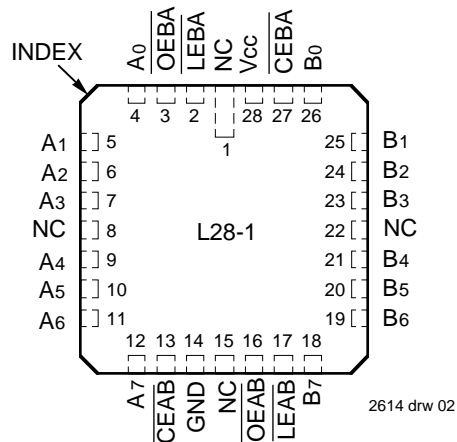 INDEX
A0
OEBA
LEBA
NC
Vcc
CEBA
B0
4 3 2 1 28 27 26
A1 5 25 B1
A2 6 24 B2
A3 7 23 B3
NC 8 L28-1 22 NC
A4 9 21 B4
A5 10 20 B5
A6 11 19 B6
12 13 14 15 16 17 18
A7
CEAB
GND
NC
OEAB
LEAB
B7
2614 drw 02